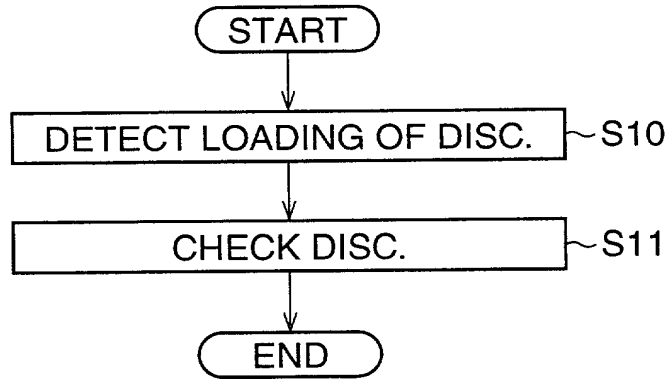 START
DETECT LOADING OF DISC.
S10
CHECK DISC.
S11
END